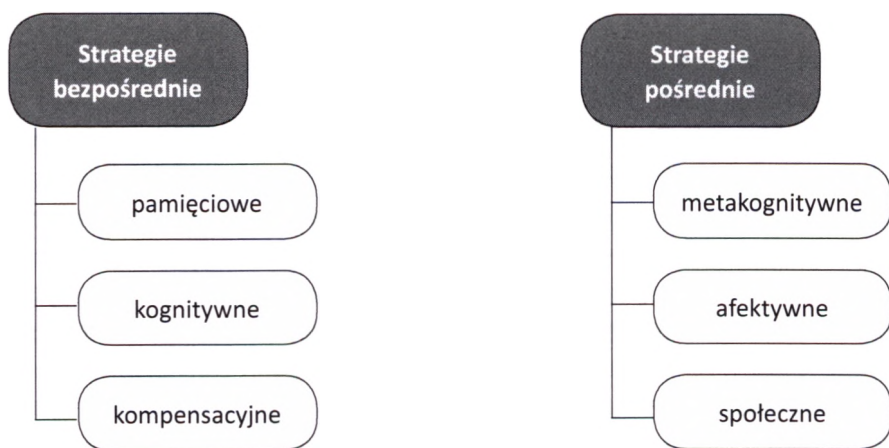 Strategie
bezpośrednie
pamięciowe
kognitywne
kompensacyjne
Strategie
pośrednie
metakognitywne
afektywne
społeczne